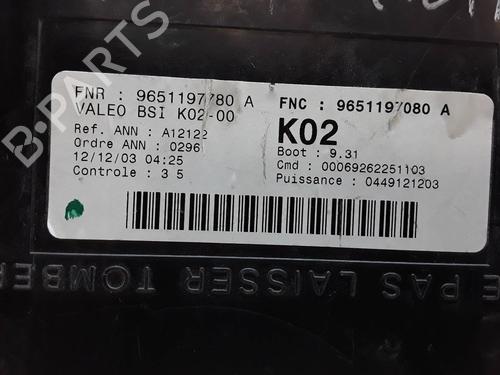 FNR : 9651197780 A
VALEO BSI K02-00
Ref. ANN : A12122
Ordre ANN : 0296
12/12/03 04:25
Controle : 3 5
FNC : 9651197080 A
K02
Boot : 9.31
Cmd : 00069262251103
Puissance : 0449121203
E PAS LAISSER TOMBER
B-PARTS